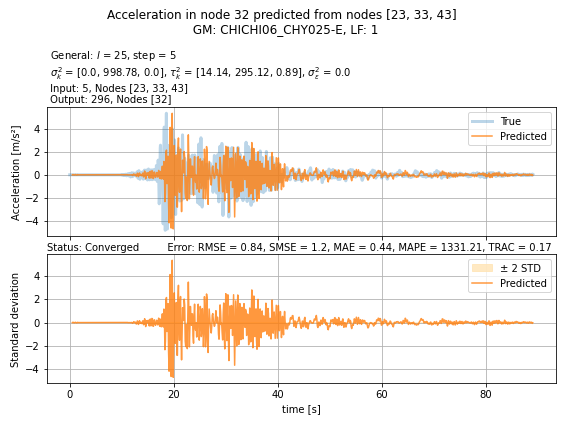 Acceleration in node 32 predicted from nodes [23, 33, 43]
GM: CHICHI06_CHY025-E, LF: 1
General: l = 25, step = 5
σ²ₖ = [0.0, 998.78, 0.0], τ²ₖ = [14.14, 295.12, 0.89], σ²ₑ = 0.0
Input: 5, Nodes [23, 33, 43]
Output: 296, Nodes [32]
Acceleration [m/s²]
4
2
0
−2
−4
True
Predicted
Status: Converged
Error: RMSE = 0.84, SMSE = 1.2, MAE = 0.44, MAPE = 1331.21, TRAC = 0.17
Standard deviation
4
2
0
−2
−4
± 2 STD
Predicted
0 20 40 60 80
time [s]